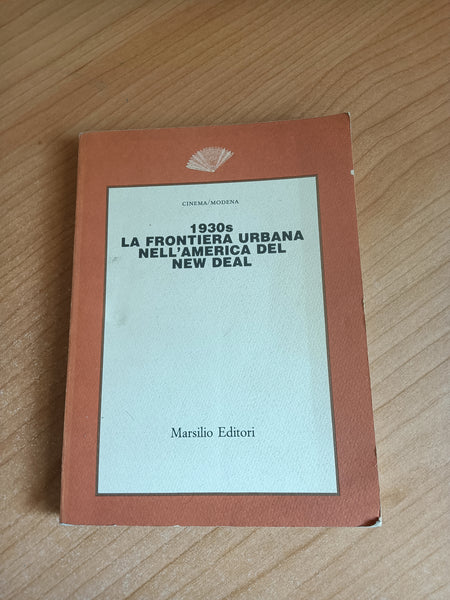 CINEMA/MODENA
1930s
LA FRONTIERA URBANA
NELL'AMERICA DEL
NEW DEAL
Marsilio Editori